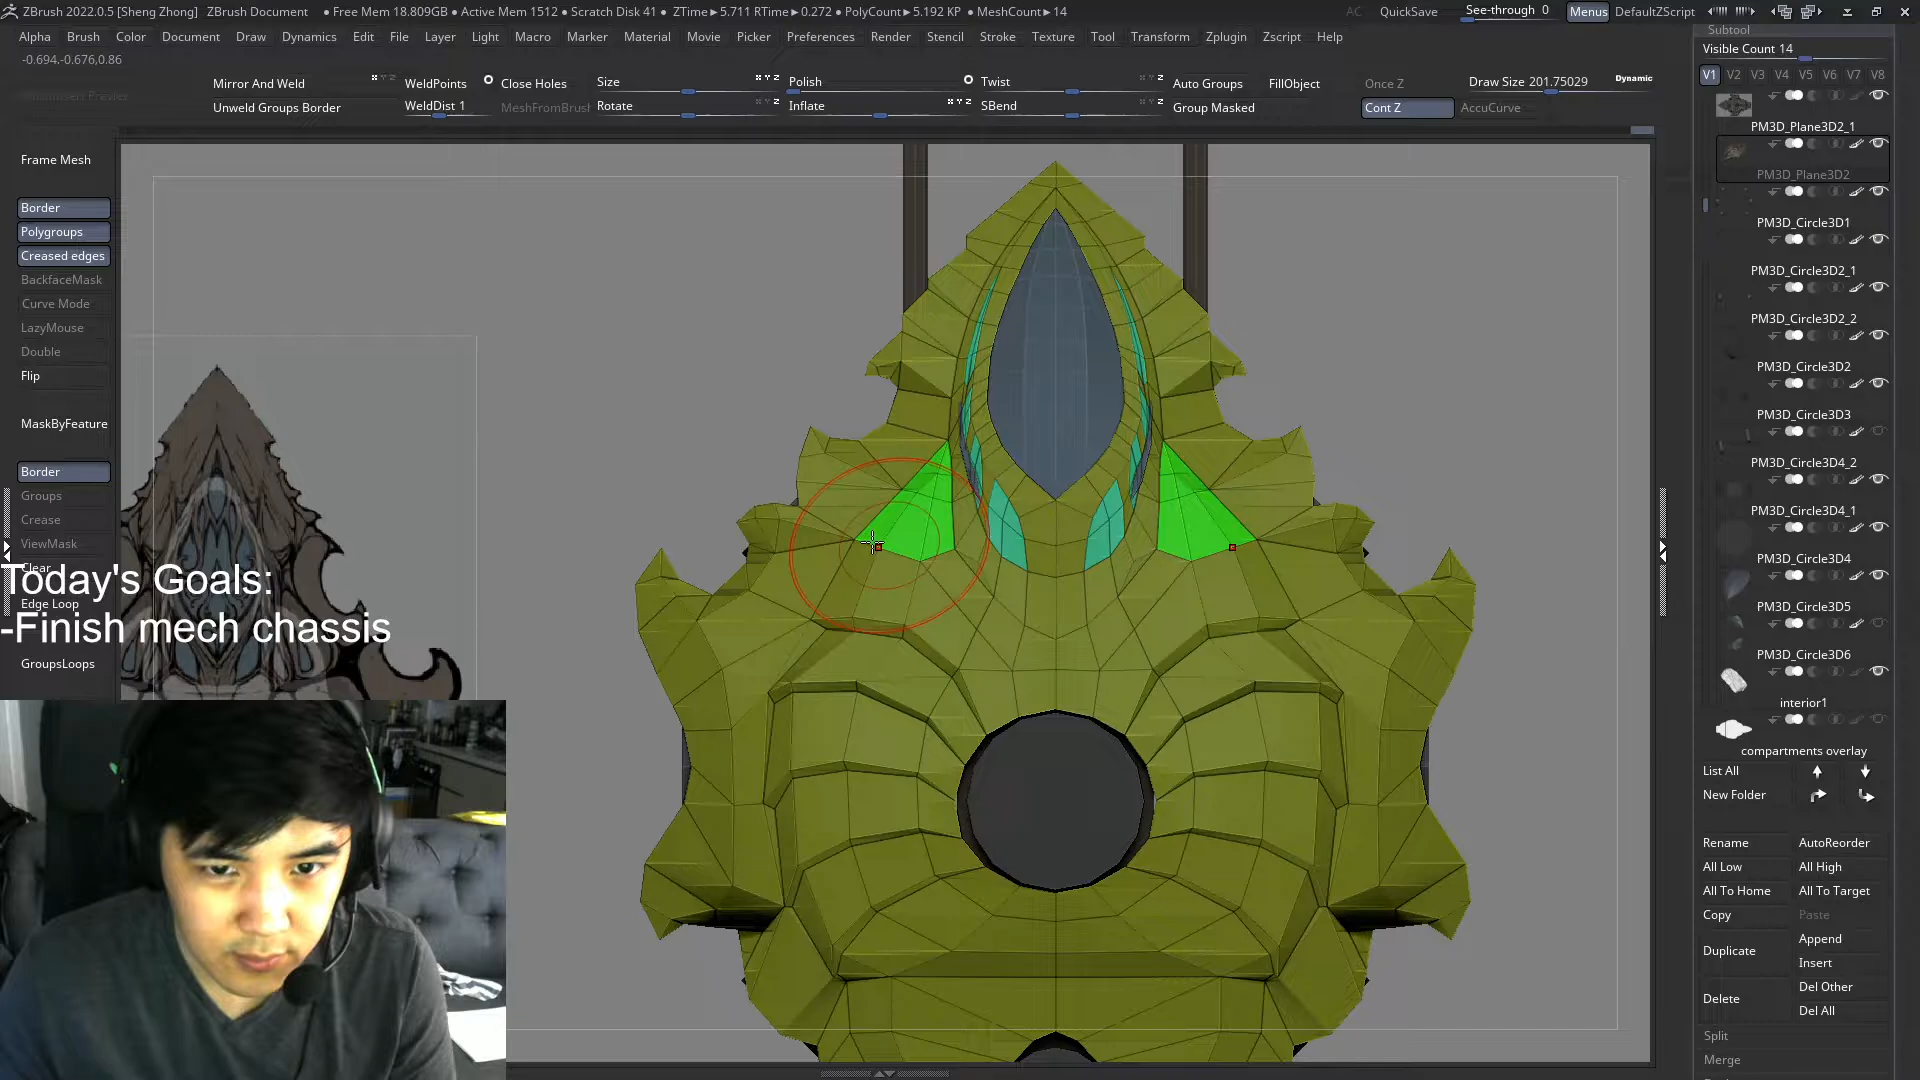 ZBrush 2022.0.5 [Sheng Zhong]
ZBrush Document
● Free Mem 18.809GB ● Active Mem 1512 ● Scratch Disk 41 ● ZTime►5.711 RTime►0.272 ● PolyCount►5.192 KP ● MeshCount►14
AC
QuickSave
See-through 0
Menus
DefaultZScript
Alpha Brush Color Document Draw Dynamics Edit File Layer Light Macro Marker Material Movie Picker Preferences Render Stencil Stroke Texture Tool Transform Zplugin Zscript Help
-0.694.-0.676,0.86
Mirror And Weld
WeldPoints
Close Holes
Size
Polish
Twist
Auto Groups
FillObject
Once Z
Draw Size 201.75029
Dynamic
Unweld Groups Border
WeldDist 1
MeshFromBrush
Rotate
Inflate
SBend
Group Masked
Cont Z
AccuCurve
Frame Mesh
Border
Polygroups
Creased edges
BackfaceMask
Curve Mode
LazyMouse
Double
Flip
MaskByFeature
Border
Groups
Crease
ViewMask
Clear
Today's Goals:
Edge Loop
-Finish mech chassis
GroupsLoops
Subtool
Visible Count 14
V1 V2 V3 V4 V5 V6 V7 V8
PM3D_Plane3D2_1
PM3D_Plane3D2
PM3D_Circle3D1
PM3D_Circle3D2_1
PM3D_Circle3D2_2
PM3D_Circle3D2
PM3D_Circle3D3
PM3D_Circle3D4_2
PM3D_Circle3D4_1
PM3D_Circle3D4
PM3D_Circle3D5
PM3D_Circle3D6
interior1
compartments overlay
List All
New Folder
Rename
AutoReorder
All Low
All High
All To Home
All To Target
Copy
Paste
Duplicate
Append
Insert
Delete
Del Other
Del All
Split
Merge